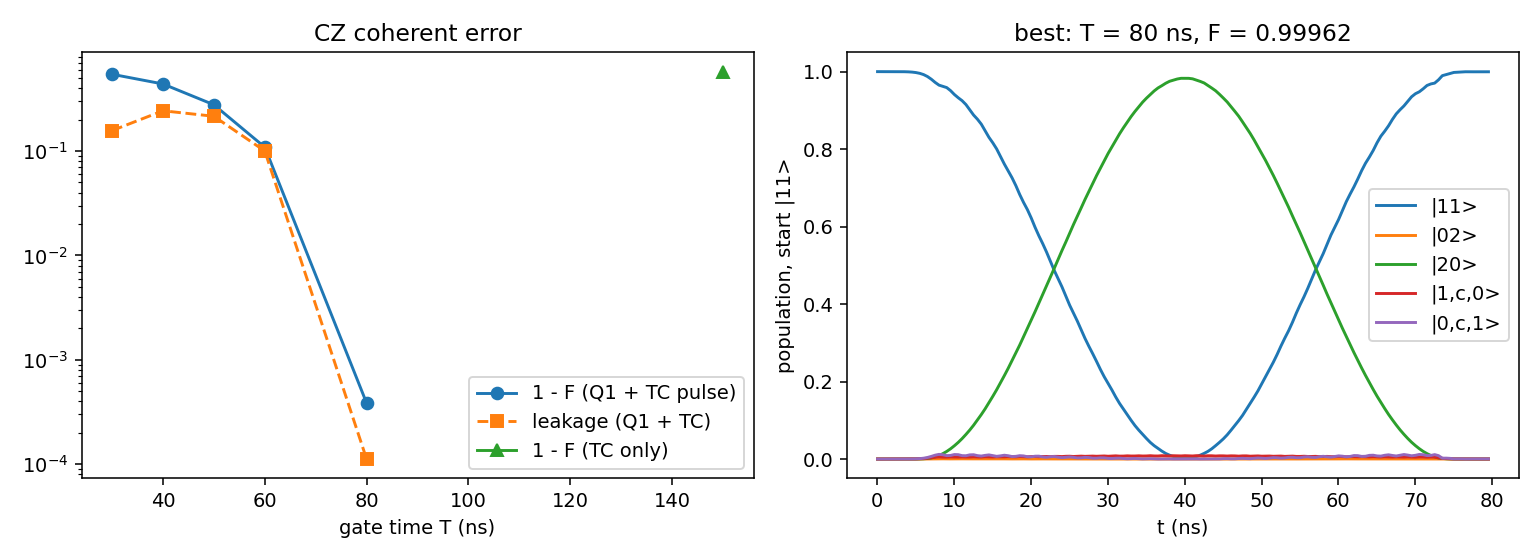 CZ coherent error
10⁻¹
10⁻²
10⁻³
10⁻⁴
40
60
80
100
120
140
gate time T (ns)
1 - F (Q1 + TC pulse)
leakage (Q1 + TC)
1 - F (TC only)
best: T = 80 ns, F = 0.99962
population, start |11>
1.0
0.8
0.6
0.4
0.2
0.0
0
10
20
30
40
50
60
70
80
t (ns)
|11>
|02>
|20>
|1,c,0>
|0,c,1>